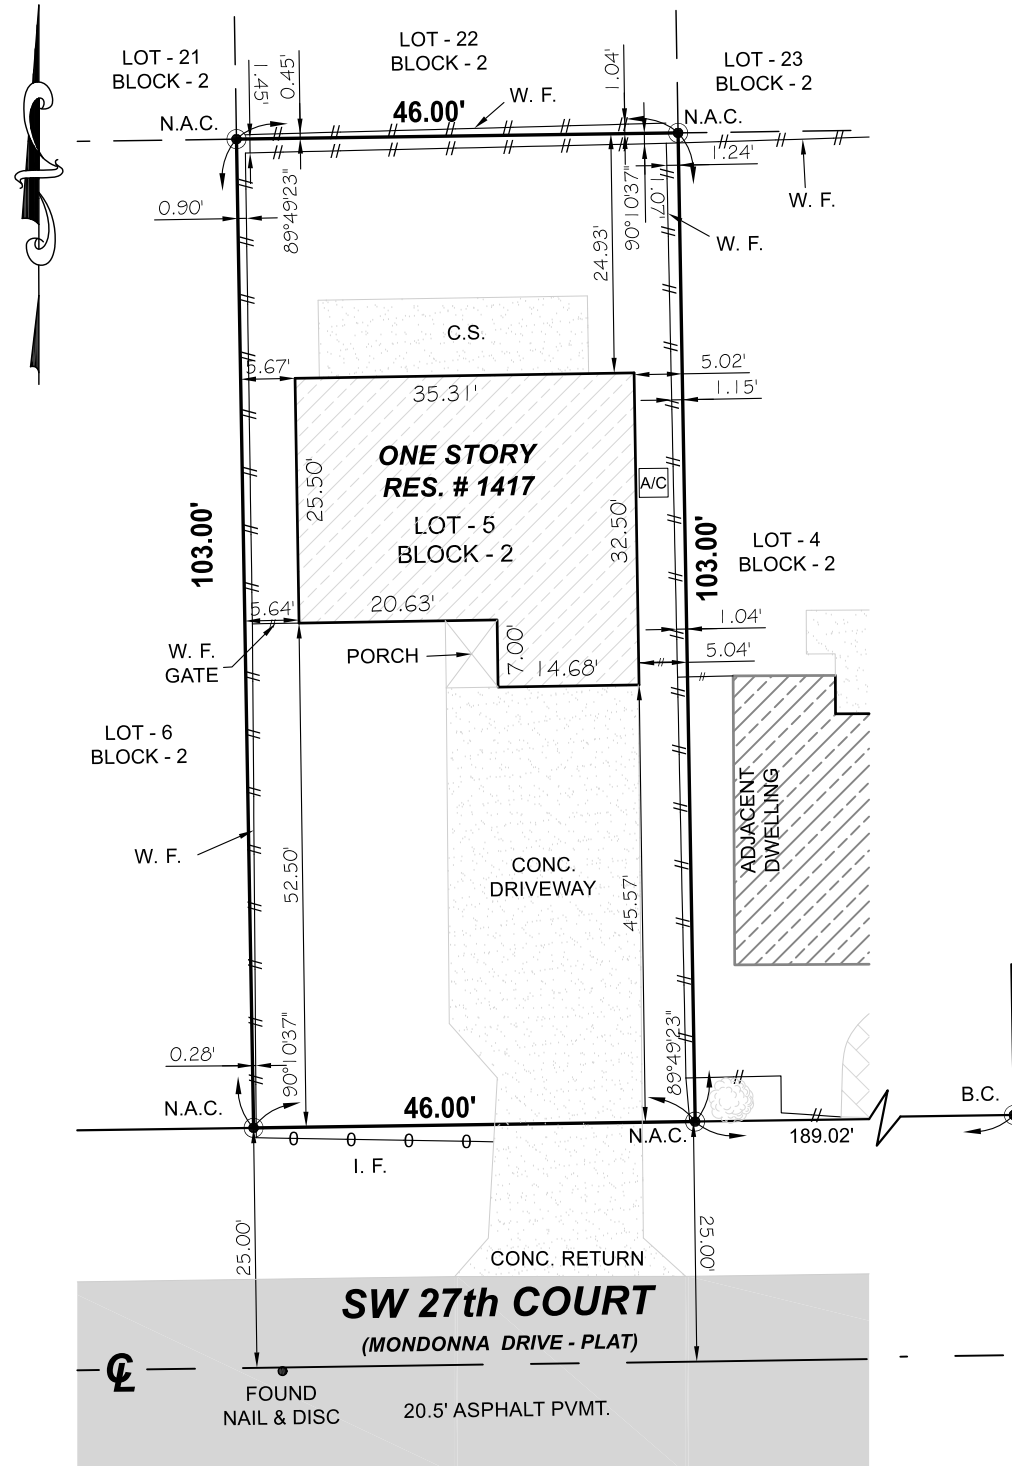 LOT - 21
BLOCK - 2
LOT - 22
BLOCK - 2
LOT - 23
BLOCK - 2
1.45'
0.45'
1.04'
46.00'
W. F.
N.A.C.
N.A.C.
1.24'
W. F.
0.90'
89°49'23"
90°10'37"
1.07'
24.93'
W. F.
C.S.
5.67'
35.31'
5.02'
1.15'
ONE STORY
RES. # 1417
LOT - 5
BLOCK - 2
25.50'
32.50'
A/C
103.00'
103.00'
LOT - 4
BLOCK - 2
5.64'
20.63'
1.04'
W. F.
GATE
PORCH
7.00'
14.68'
5.04'
LOT - 6
BLOCK - 2
ADJACENT
DWELLING
W. F.
52.50'
CONC.
DRIVEWAY
45.57'
0.28'
90°10'37"
89°49'23"
N.A.C.
46.00'
N.A.C.
189.02'
B.C.
0 0 0 0
I. F.
25.00'
25.00'
CONC. RETURN
SW 27th COURT
(MONDONNA DRIVE - PLAT)
CL
FOUND
NAIL & DISC
20.5' ASPHALT PVMT.